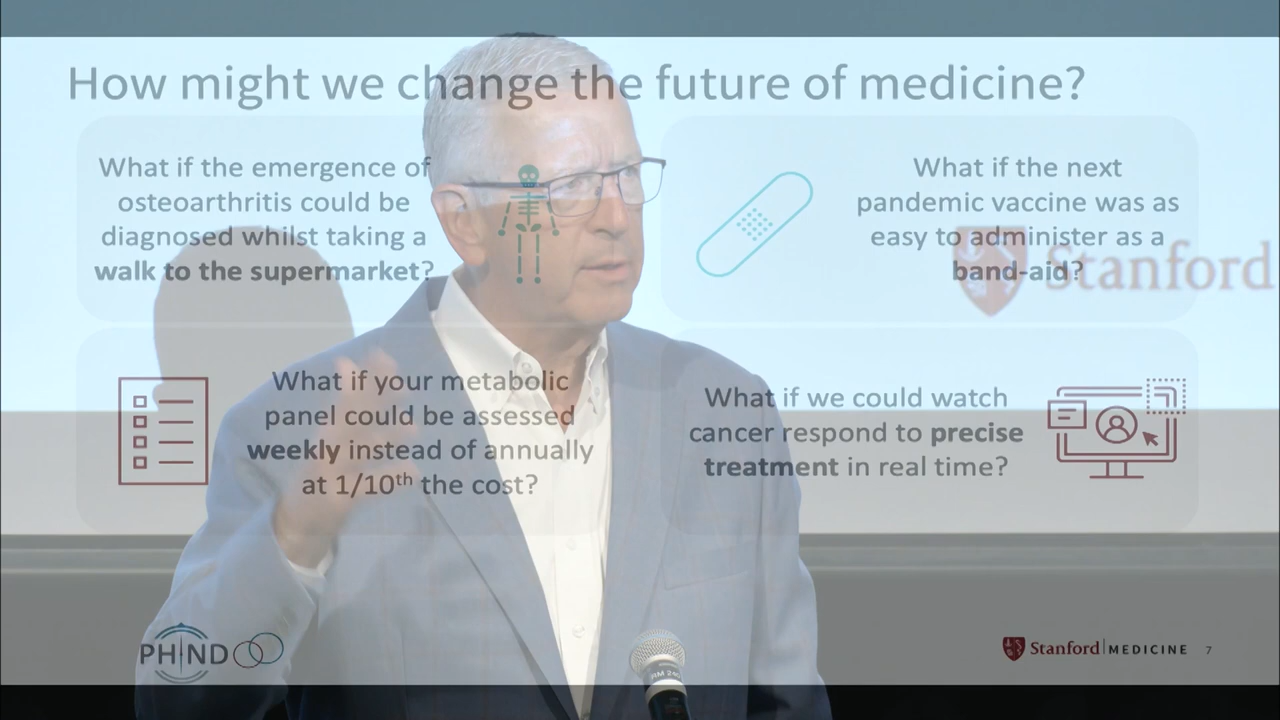 How might we change the future of medicine?
What if the emergence of
osteoarthritis could be
diagnosed whilst taking a
walk to the supermarket?
What if the next
pandemic vaccine was as
easy to administer as a
band-aid?
Stanford
What if your metabolic
panel could be assessed
weekly instead of annually
at 1/10th the cost?
What if we could watch
cancer respond to precise
treatment in real time?
PHIND
Stanford MEDICINE 7